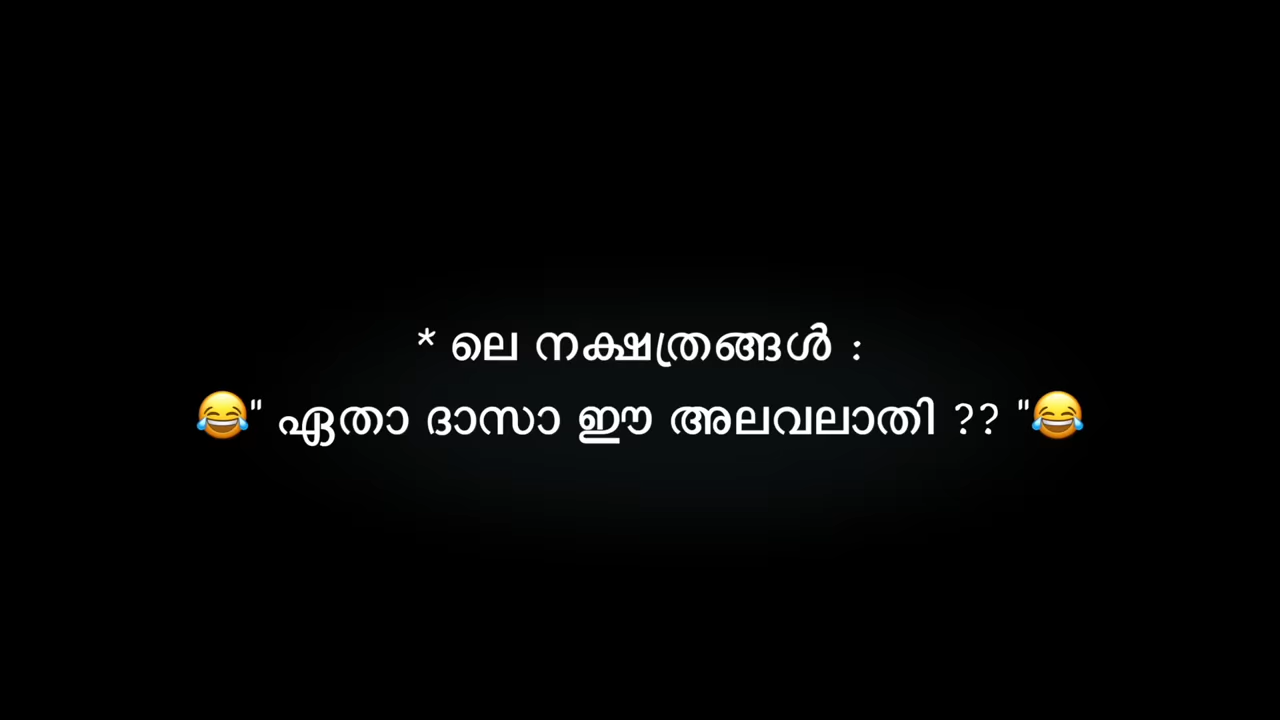 * ലെ നക്ഷത്രങ്ങൾ :
😂" ഏതാ ദാസാ ഈ അലവലാതി ?? "😂